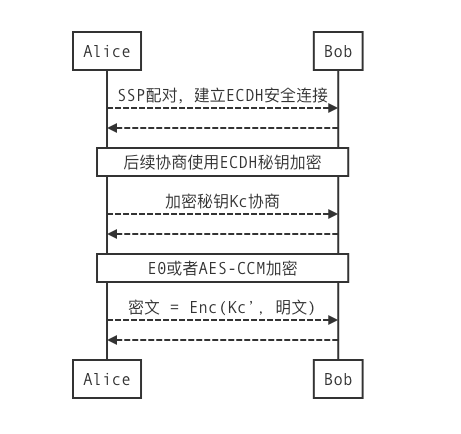 Alice Bob
SSP配对，建立ECDH安全连接
后续协商使用ECDH秘钥加密
加密秘钥Kc协商
E0或者AES-CCM加密
密文 = Enc(Kc’, 明文)
Alice Bob